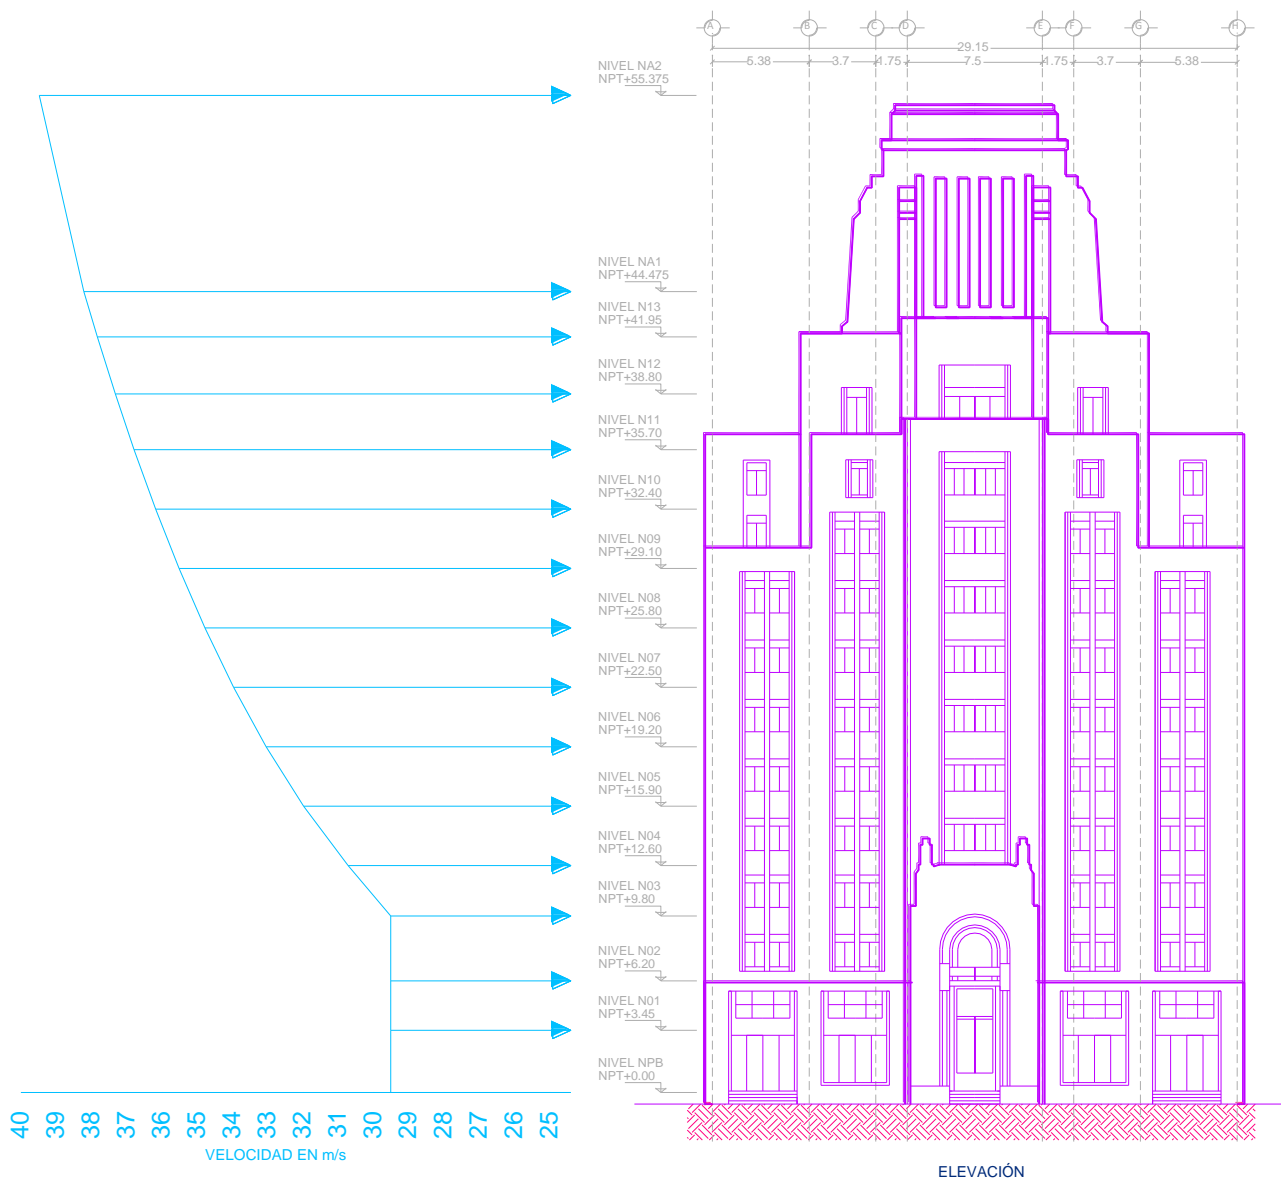 A B C D E F G H
29.15
5.38 3.7 1.75 7.5 1.75 3.7 5.38
NIVEL NA2
NPT+55.375
NIVEL NA1
NPT+44.475
NIVEL N13
NPT+41.95
NIVEL N12
NPT+38.80
NIVEL N11
NPT+35.70
NIVEL N10
NPT+32.40
NIVEL N09
NPT+29.10
NIVEL N08
NPT+25.80
NIVEL N07
NPT+22.50
NIVEL N06
NPT+19.20
NIVEL N05
NPT+15.90
NIVEL N04
NPT+12.60
NIVEL N03
NPT+9.80
NIVEL N02
NPT+6.20
NIVEL N01
NPT+3.45
NIVEL NPB
NPT+0.00
40 39 38 37 36 35 34 33 32 31 30 29 28 27 26 25
VELOCIDAD EN m/s
ELEVACIÓN